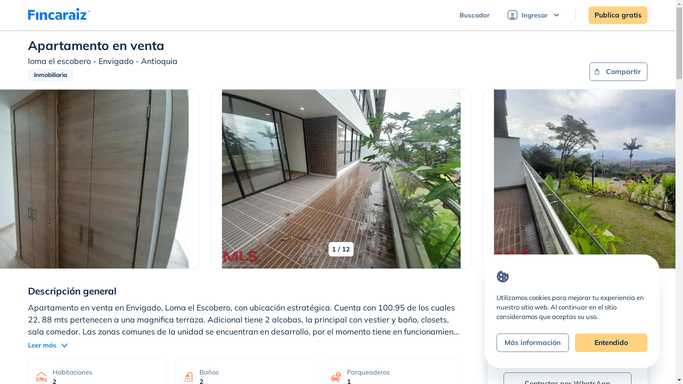 Fincaraiz
Buscador
Ingresar
Publica gratis
Apartamento en venta
loma el escobero - Envigado - Antioquia
Inmobiliaria
Compartir
MLS
1 / 12
Descripción general
Apartamento en venta en Envigado, Loma el Escobero, con ubicación estratégica. Cuenta con 100.95 de los cuales
22, 88 mts pertenecen a una magnifica terraza. Adicional tiene 2 alcobas, la principal con vestier y baño, closets,
sala comedor. Las zonas comunes de la unidad se encuentran en desarrollo, por el momento tiene en funcionamien...
Leer más
Habitaciones
2
Baños
2
Parqueaderos
1
Utilizamos cookies para mejorar tu experiencia en
nuestro sitio web. Al continuar en el sitio
consideramos que aceptas su uso.
Más información
Entendido
Contactar por WhatsApp